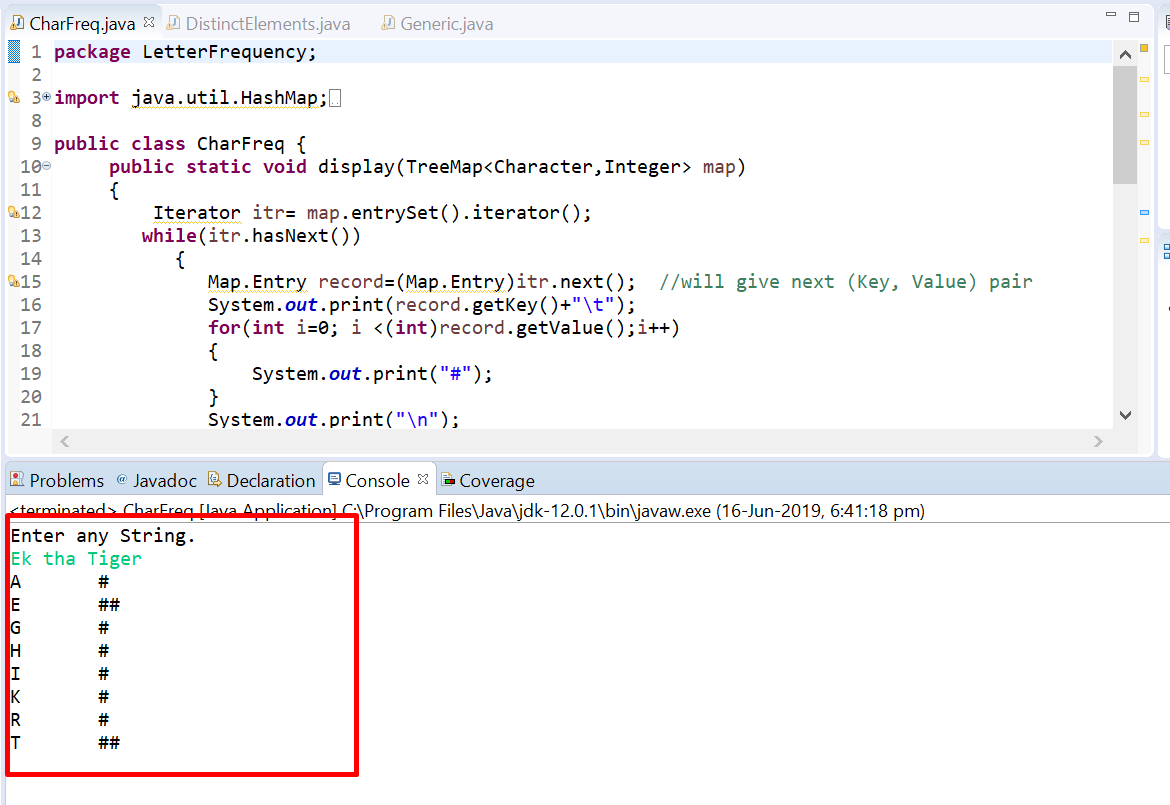 CharFreq.java DistinctElements.java Generic.java
1 package LetterFrequency;
2
3 import java.util.HashMap;
8
9 public class CharFreq {
10 public static void display(TreeMap<Character,Integer> map)
11 {
12 Iterator itr= map.entrySet().iterator();
13 while(itr.hasNext())
14 {
15 Map.Entry record=(Map.Entry)itr.next(); //will give next (Key, Value) pair
16 System.out.print(record.getKey()+"\t");
17 for(int i=0; i <(int)record.getValue();i++)
18 {
19 System.out.print("#");
20 }
21 System.out.print("\n");
Problems @ Javadoc Declaration Console Coverage
<terminated> CharFreq [Java Application] C:\Program Files\Java\jdk-12.0.1\bin\javaw.exe (16-Jun-2019, 6:41:18 pm)
Enter any String.
Ek tha Tiger
A #
E ##
G #
H #
I #
K #
R #
T ##